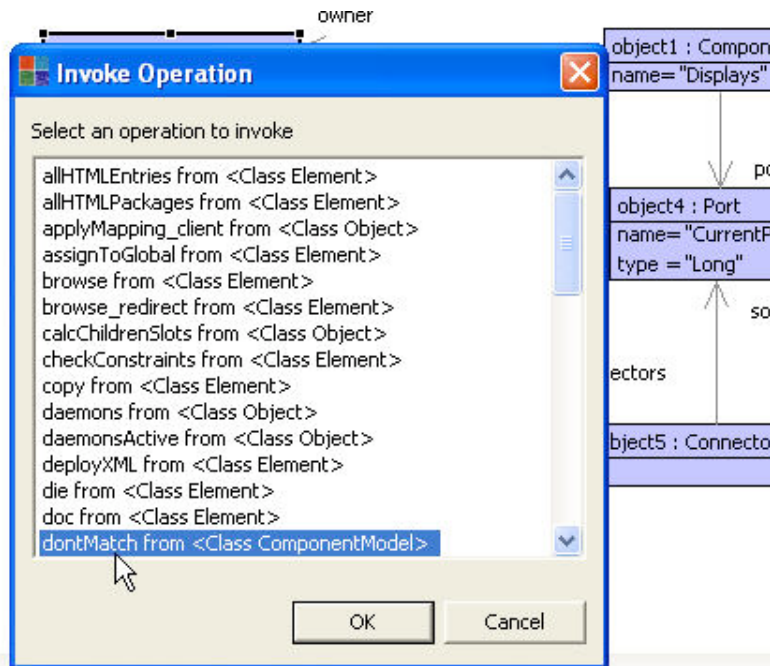 owner
Invoke Operation
Select an operation to invoke
allHTMLEntries from <Class Element>
allHTMLPackages from <Class Element>
applyMapping_client from <Class Object>
assignToGlobal from <Class Element>
browse from <Class Element>
browse_redirect from <Class Element>
calcChildrenSlots from <Class Object>
checkConstraints from <Class Element>
copy from <Class Element>
daemons from <Class Object>
daemonsActive from <Class Object>
deployXML from <Class Element>
die from <Class Element>
doc from <Class Element>
dontMatch from <Class ComponentModel>
OK Cancel
object1 : Compon
name= "Displays"
po
object4 : Port
name= "CurrentP
type = "Long"
so
ectors
bject5 : Connecto